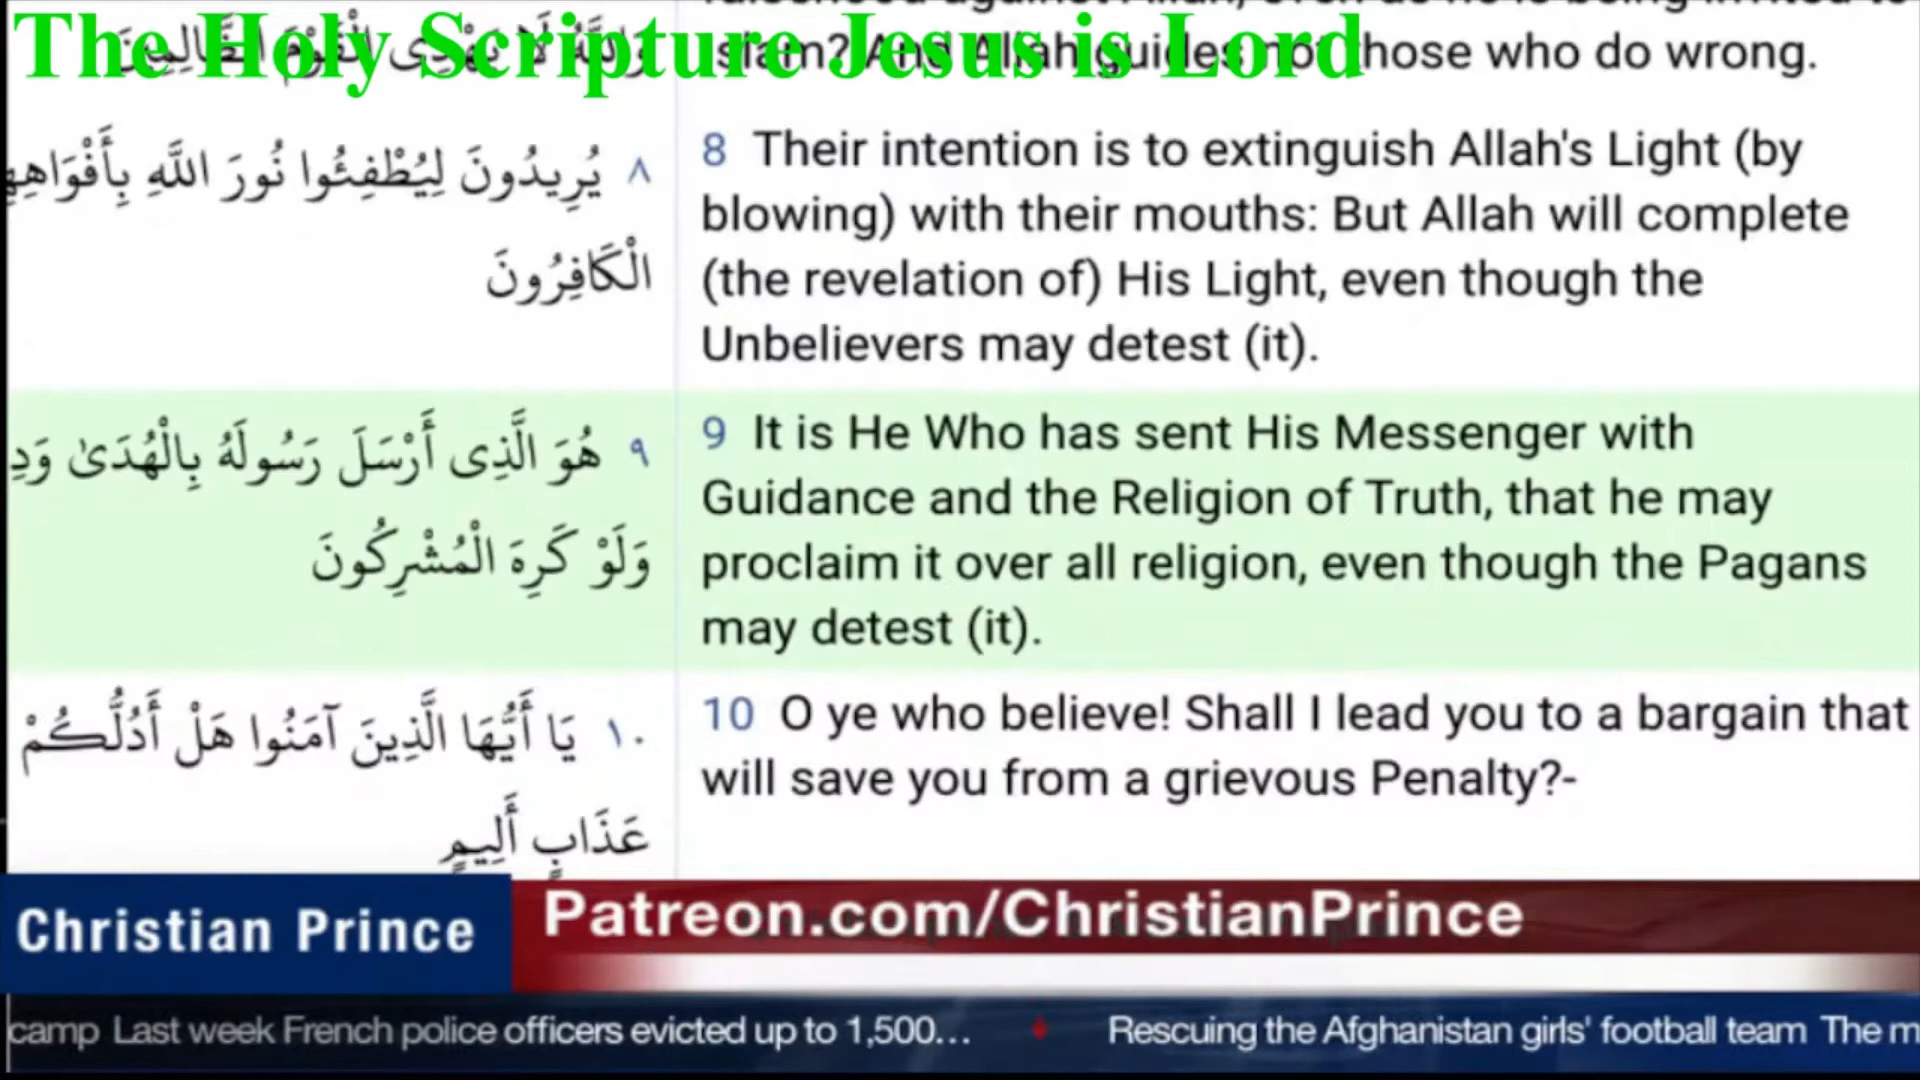 The Holy Scripture Jesus is Lord
not those who do wrong.
٨ يُرِيدُونَ لِيُطْفِئُوا نُورَ اللَّهِ
الْكَافِرُونَ
8 Their intention is to extinguish Allah's Light (by
blowing) with their mouths: But Allah will complete
(the revelation of) His Light, even though the
Unbelievers may detest (it).
٩ هُوَ الَّذِى أَرْسَلَ رَسُولَهُ بِالْهُدَىٰ
وَلَوْ كَرِهَ الْمُشْرِكُونَ
9 It is He Who has sent His Messenger with
Guidance and the Religion of Truth, that he may
proclaim it over all religion, even though the Pagans
may detest (it).
١٠ يَا أَيُّهَا الَّذِينَ آمَنُوا هَلْ أَدُلُّكُمْ
عَذَابٍ أَلِيمٍ
10 O ye who believe! Shall I lead you to a bargain that
will save you from a grievous Penalty?-
Christian Prince
Patreon.com/ChristianPrince
camp Last week French police officers evicted up to 1,500... Rescuing the Afghanistan girls' football team The